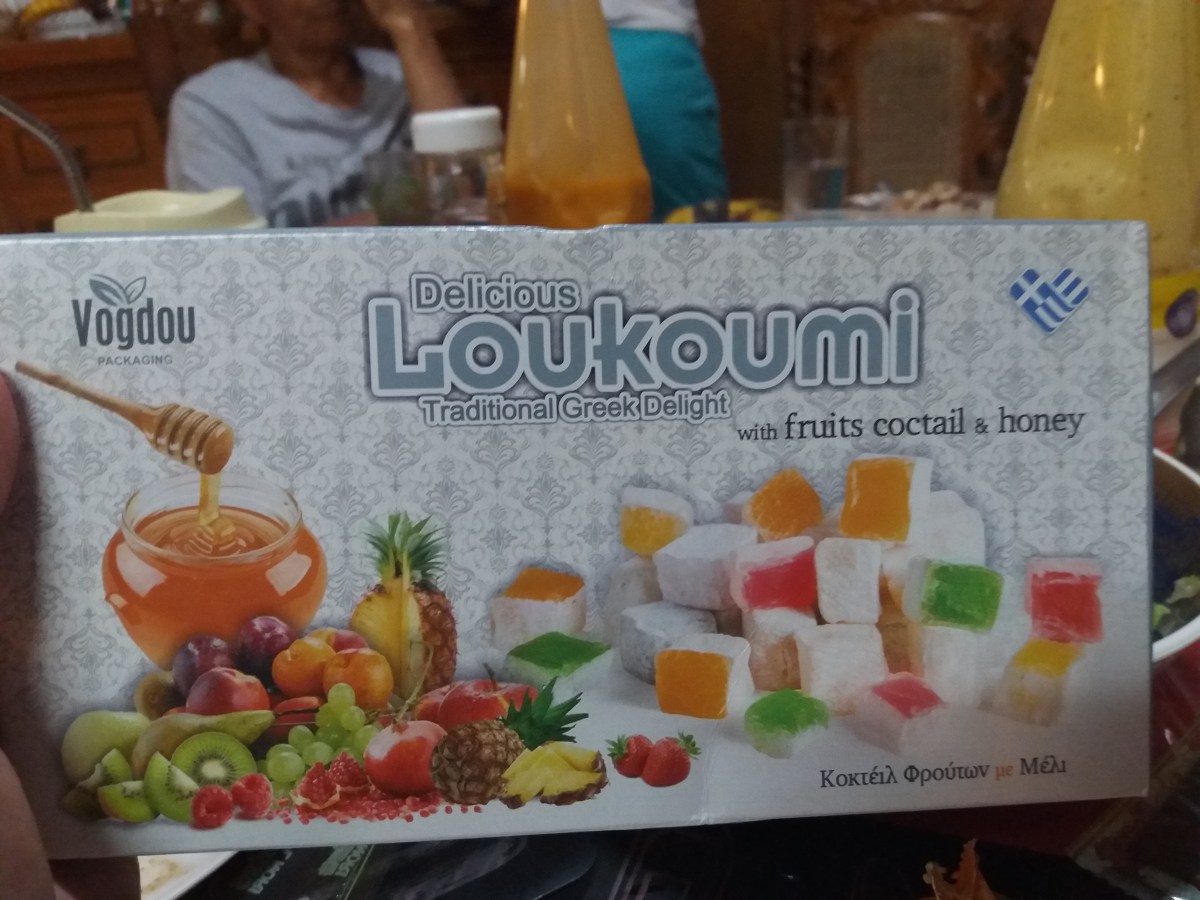 Vogdou
PACKAGING
Delicious
Loukoumi
Traditional Greek Delight
with fruits coctail & honey
Κοκτέιλ Φρούτων με Μέλι